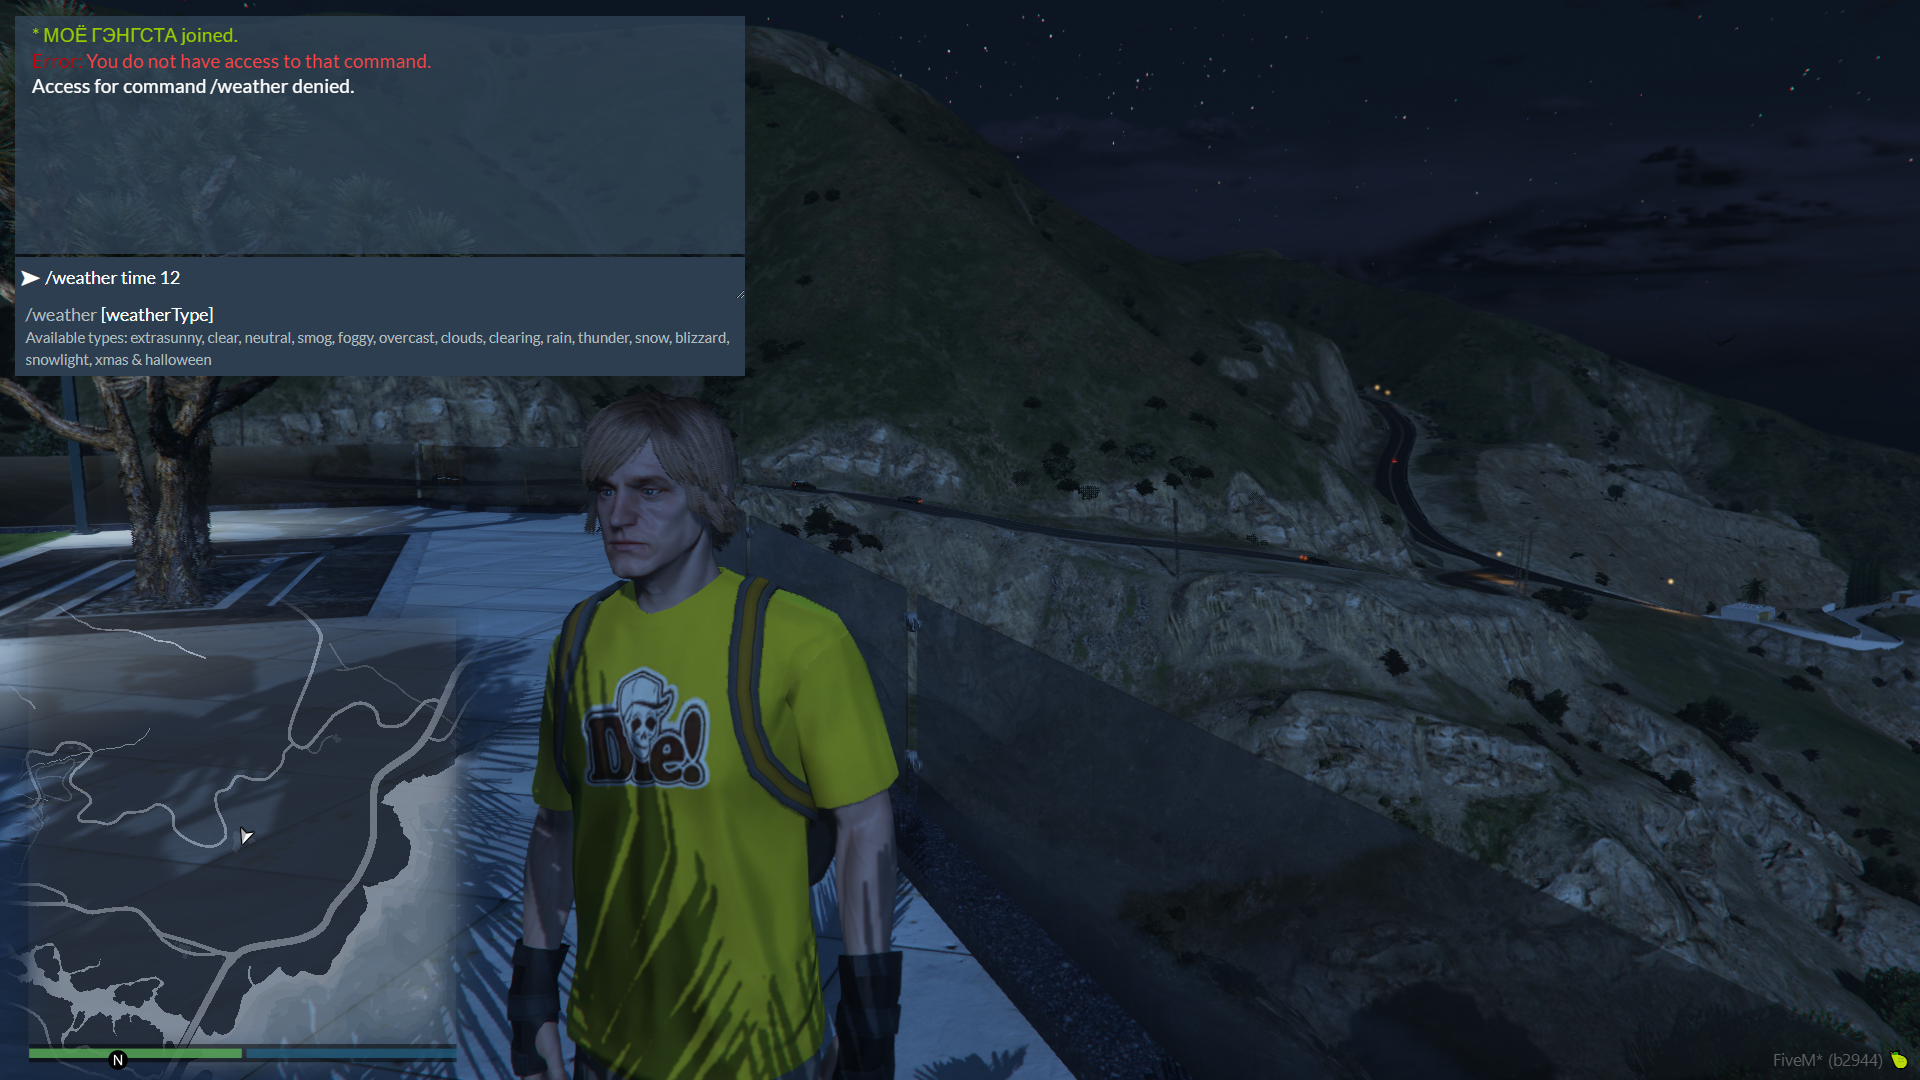 * МОЁ ГЭНГСТА joined.
Error: You do not have access to that command.
Access for command /weather denied.
/weather time 12
/weather [weatherType]
Available types: extrasunny, clear, neutral, smog, foggy, overcast, clouds, clearing, rain, thunder, snow, blizzard,
snowlight, xmas & halloween
Die!
N
FiveM* (b2944)